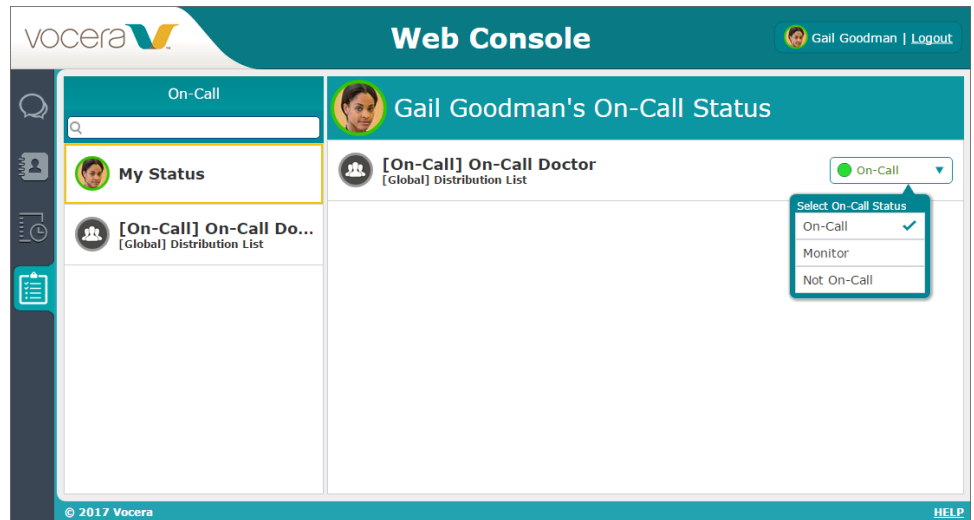 vocera
Web Console
Gail Goodman | Logout
On-Call
My Status
[On-Call] On-Call Do...
[Global] Distribution List
Gail Goodman's On-Call Status
[On-Call] On-Call Doctor
[Global] Distribution List
On-Call
Select On-Call Status
On-Call
Monitor
Not On-Call
© 2017 Vocera
HELP